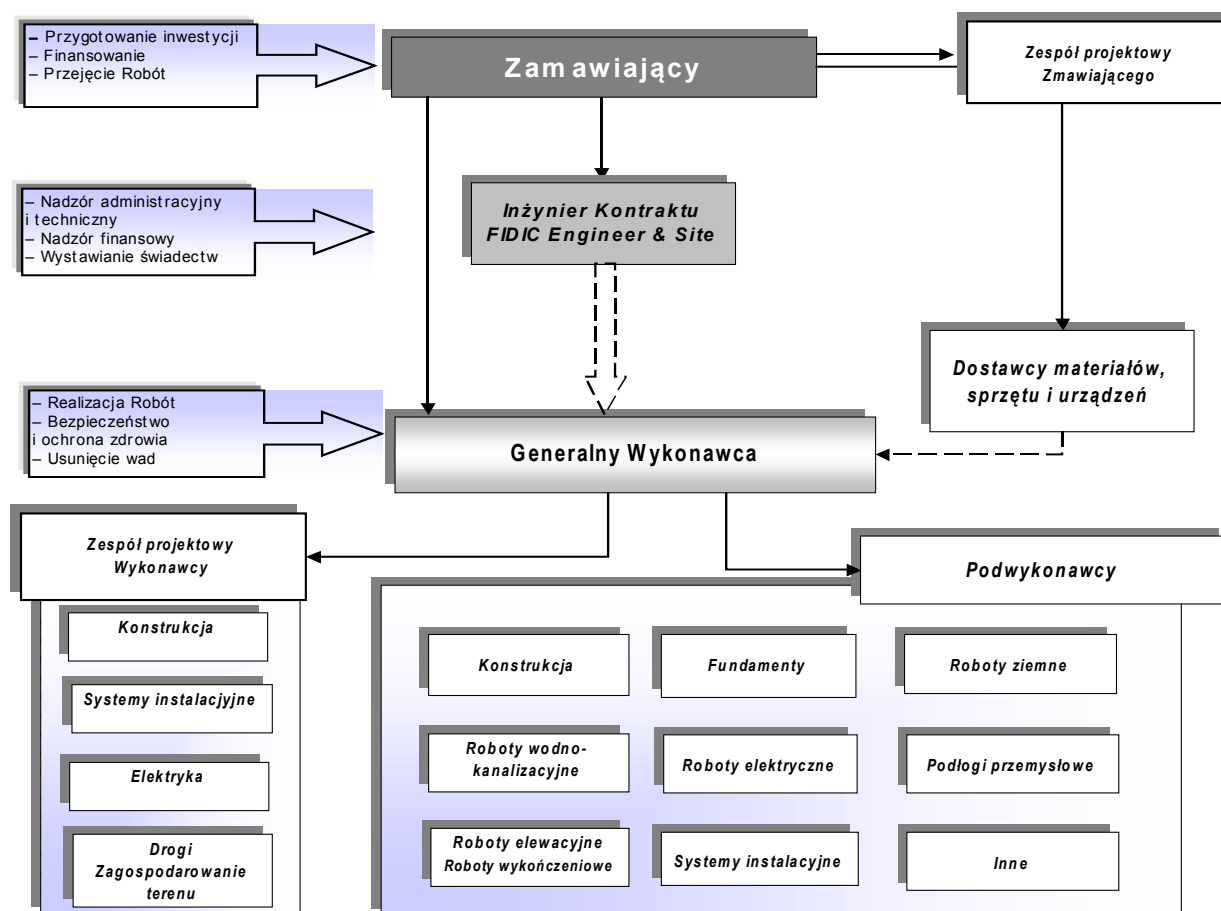 – Przygotowanie inwestycji
– Finansowanie
– Przejęcie Robót
Zamawiający
Zespół projektowy
Zmawiającego
– Nadzór administracyjny
i techniczny
– Nadzór finansowy
– Wystawianie świadectw
Inżynier Kontraktu
FIDIC Engineer & Site
Dostawcy materiałów,
sprzętu i urządzeń
– Realizacja Robót
– Bezpieczeństwo
i ochrona zdrowia
– Usunięcie wad
Generalny Wykonawca
Zespół projektowy
Wykonawcy
Podwykonawcy
Konstrukcja
Systemy instalacjyjne
Elektryka
Drogi
Zagospodarowanie
terenu
Konstrukcja
Fundamenty
Roboty ziemne
Roboty wodno-
kanalizacyjne
Roboty elektryczne
Podłogi przemysłowe
Roboty elewacyjne
Roboty wykończeniowe
Systemy instalacyjne
Inne